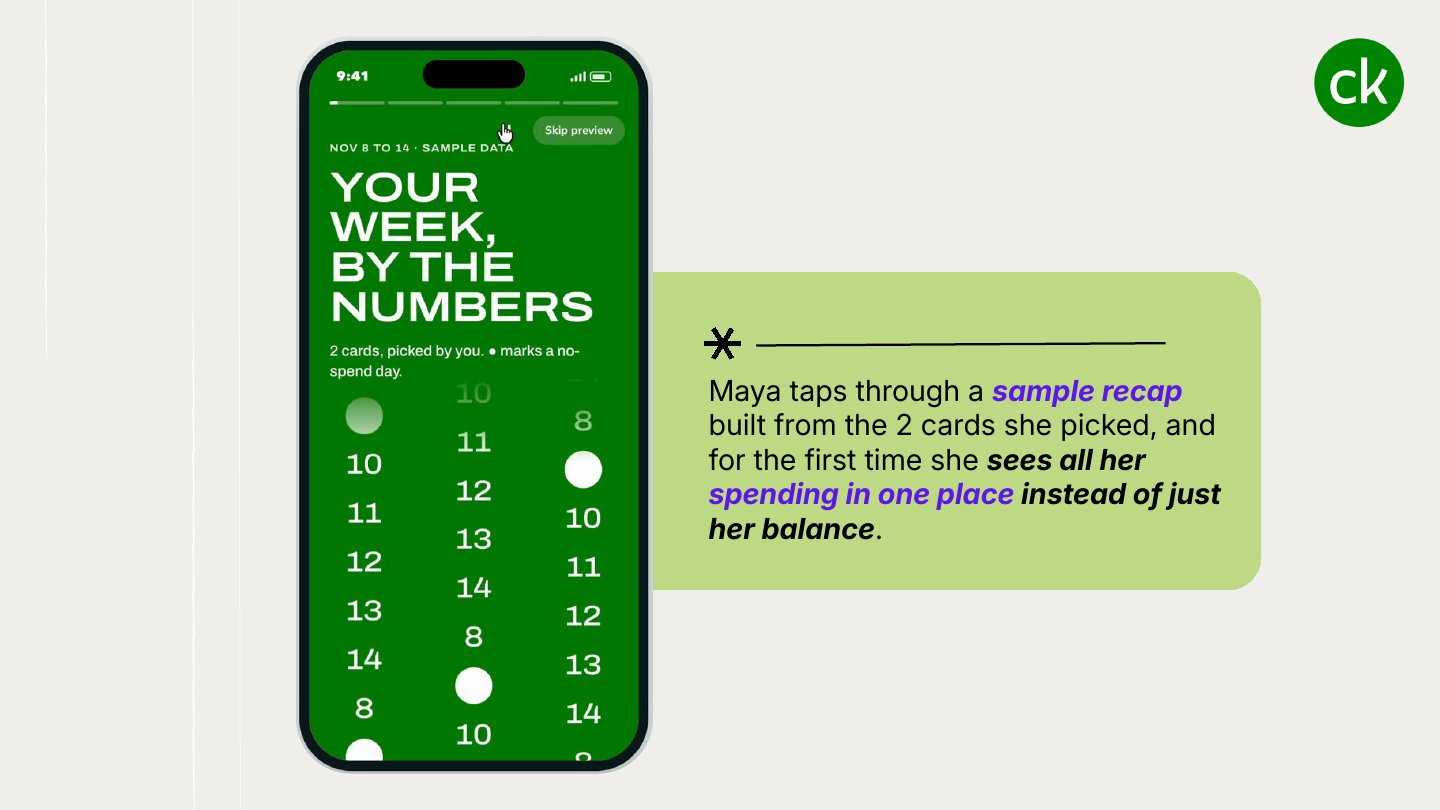 9:41
Skip preview
NOV 8 TO 14 · SAMPLE DATA
YOUR
WEEK,
BY THE
NUMBERS
2 cards, picked by you. ● marks a no-
spend day.
10
11
12
13
14
8
10
11
12
13
14
8
10
8
10
11
12
13
14
8
ck
Maya taps through a sample recap
built from the 2 cards she picked, and
for the first time she sees all her
spending in one place instead of just
her balance.